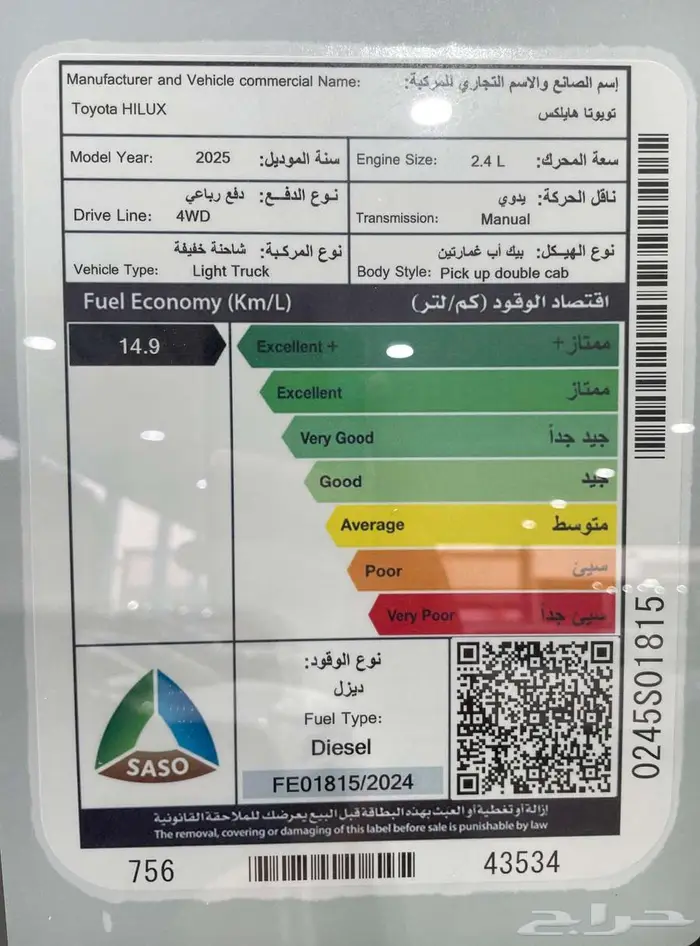 Manufacturer and Vehicle commercial Name: إسم الصانع والاسم التجاري للمركبة:
Toyota HILUX تويوتا هايلكس
Model Year: 2025 سنة الموديل:
Engine Size: 2.4 L سعة المحرك:
نوع الدفـــع: دفع رباعي
Drive Line: 4WD
ناقل الحركة: يدوي
Transmission: Manual
نوع المركبة: شاحنة خفيفة
Vehicle Type: Light Truck
نوع الهيكل: بيك أب غمارتين
Body Style: Pick up double cab
Fuel Economy (Km/L) اقتصاد الوقود (كم/لتر)
14.9
Excellent + ممتاز+
Excellent ممتاز
Very Good جيد جداً
Good جيد
Average متوسط
Poor سيئ
Very Poor سيئ جداً
نوع الوقود:
ديزل
Fuel Type:
Diesel
FE01815/2024
SASO
0245S01815
إزالة أو تغطية أو العبث بهذه البطاقة قبل البيع يعرضك للملاحقة القانونية
The removal, covering or damaging of this label before sale is punishable by law
756 43534
حراج